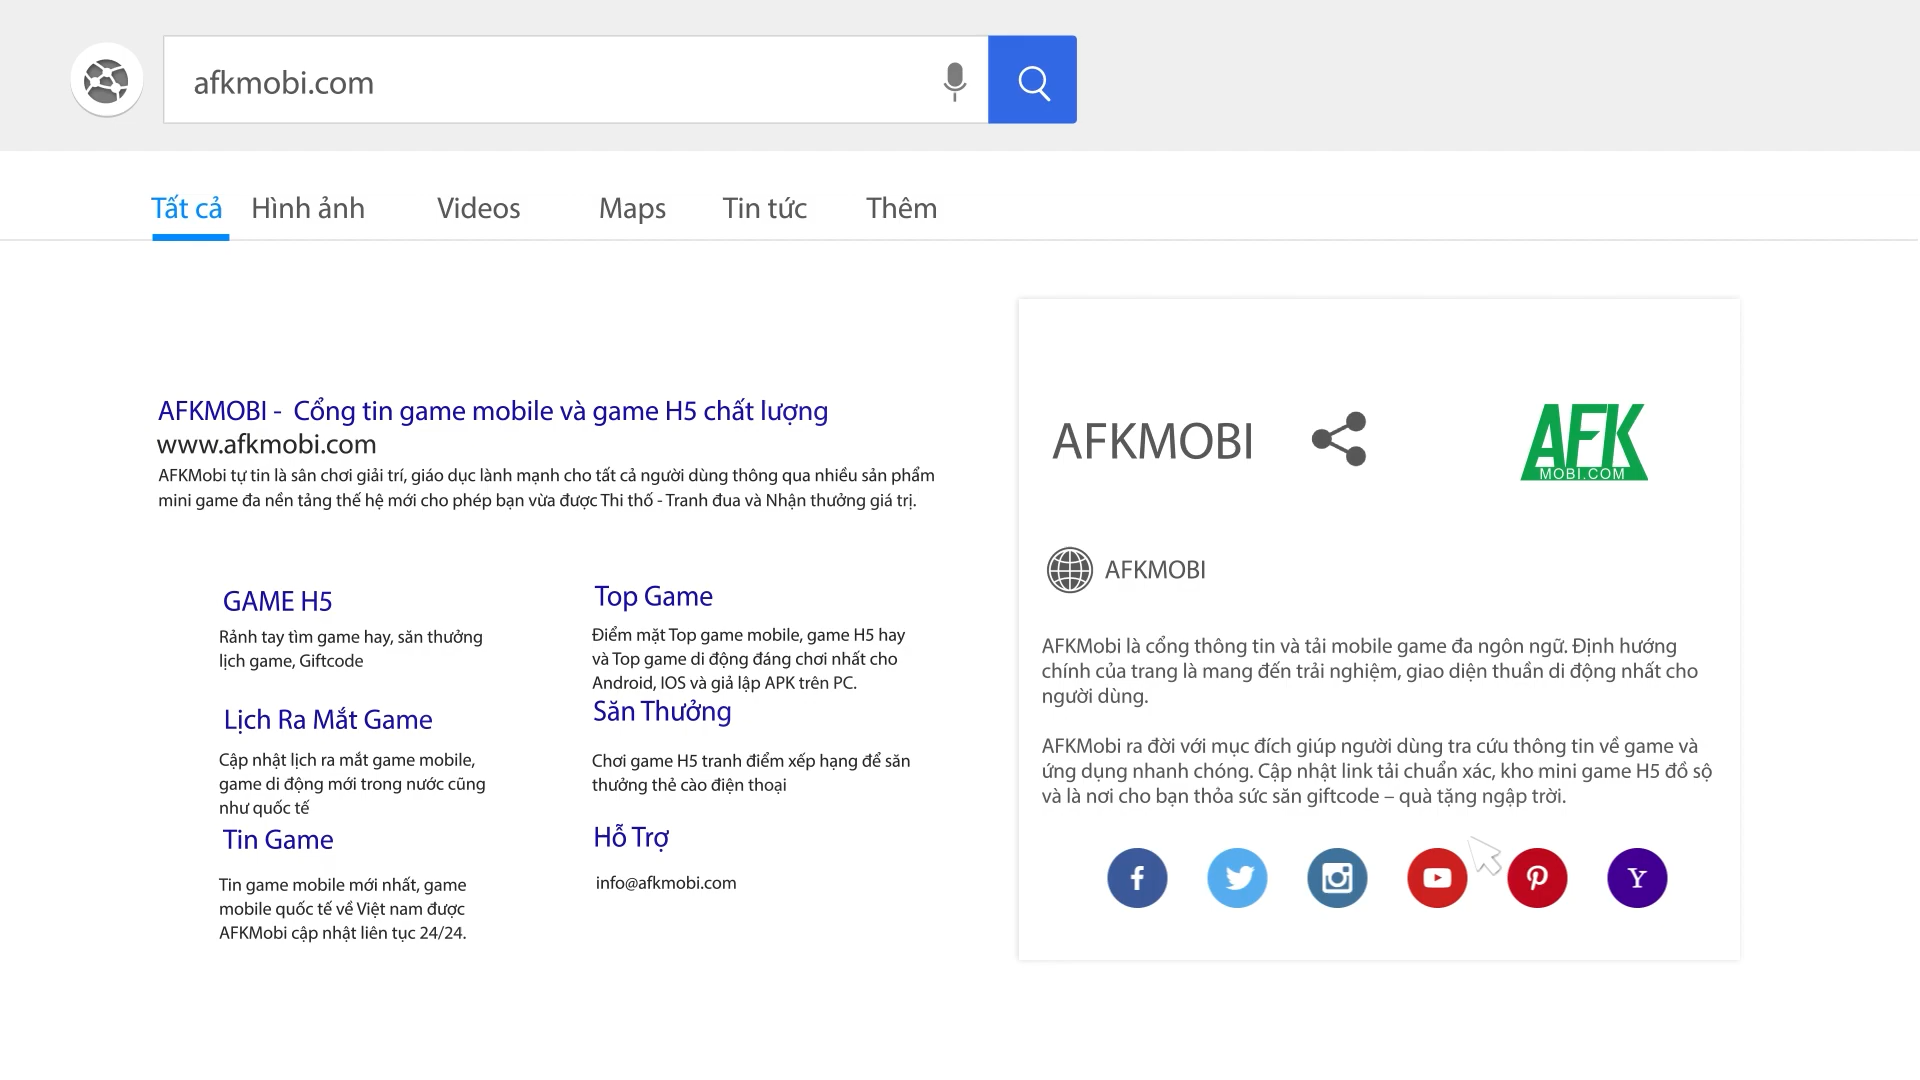 afkmobi.com
Tất cả
Hình ảnh
Videos
Maps
Tin tức
Thêm
AFKMOBI - Cổng tin game mobile và game H5 chất lượng
www.afkmobi.com
AFKMobi tự tin là sân chơi giải trí, giáo dục lành mạnh cho tất cả người dùng thông qua nhiều sản phẩm
mini game đa nền tảng thế hệ mới cho phép bạn vừa được Thi thố - Tranh đua và Nhận thưởng giá trị.
GAME H5
Rảnh tay tìm game hay, săn thưởng
lịch game, Giftcode
Lịch Ra Mắt Game
Cập nhật lịch ra mắt game mobile,
game di động mới trong nước cũng
như quốc tế
Tin Game
Tin game mobile mới nhất, game
mobile quốc tế về Việt nam được
AFKMobi cập nhật liên tục 24/24.
Top Game
Điểm mặt Top game mobile, game H5 hay
và Top game di động đáng chơi nhất cho
Android, IOS và giả lập APK trên PC.
Săn Thưởng
Chơi game H5 tranh điểm xếp hạng để săn
thưởng thẻ cào điện thoại
Hỗ Trợ
info@afkmobi.com
AFKMOBI
AFK
MOBI.COM
AFKMOBI
AFKMobi là cổng thông tin và tải mobile game đa ngôn ngữ. Định hướng
chính của trang là mang đến trải nghiệm, giao diện thuần di động nhất cho
người dùng.
AFKMobi ra đời với mục đích giúp người dùng tra cứu thông tin về game và
ứng dụng nhanh chóng. Cập nhật link tải chuẩn xác, kho mini game H5 đồ sộ
và là nơi cho bạn thỏa sức săn giftcode – quà tặng ngập trời.